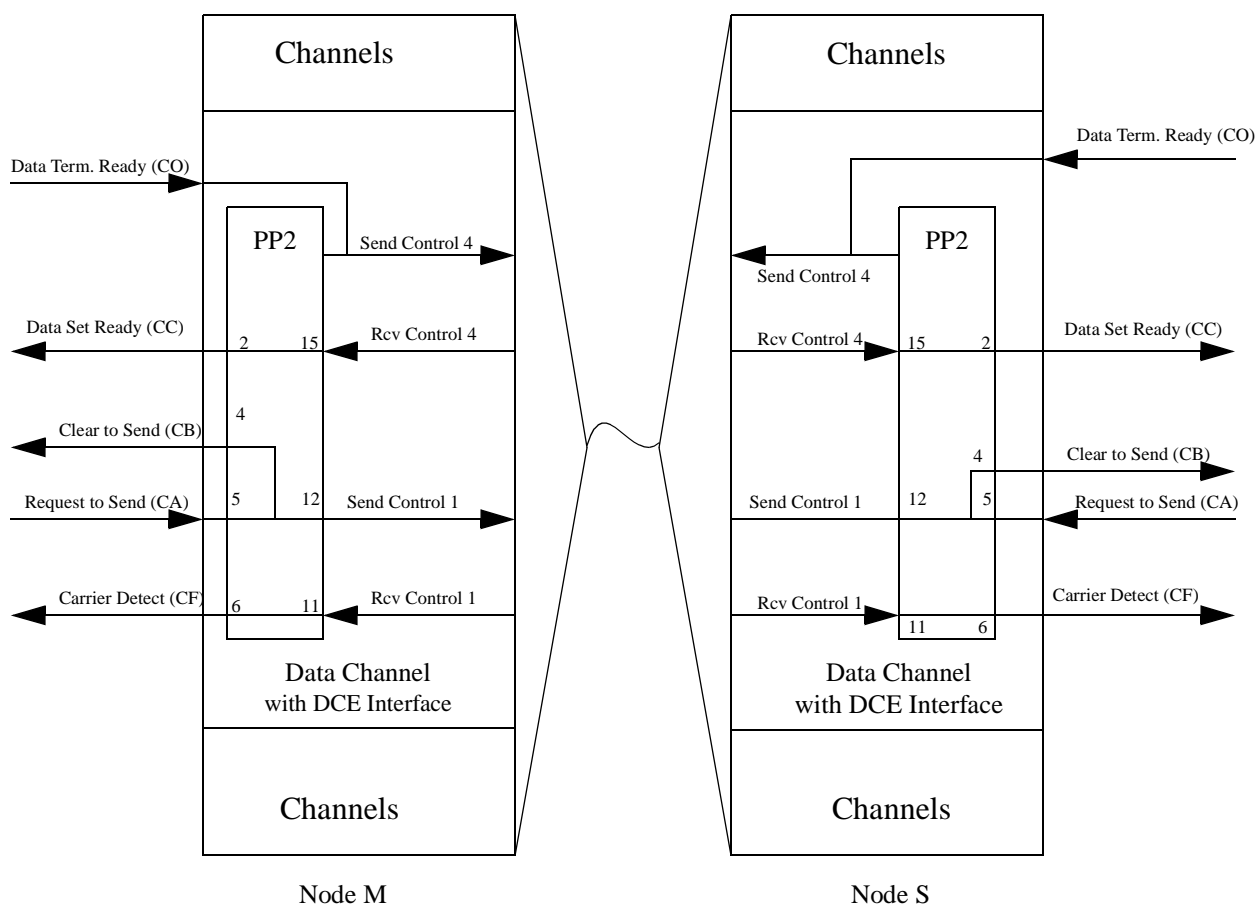 Channels
Data Term. Ready (CO)
PP2
Send Control 4
Data Set Ready (CC)
2
15
Rcv Control 4
4
Clear to Send (CB)
Request to Send (CA)
5
12
Send Control 1
Carrier Detect (CF)
6
11
Rcv Control 1
Data Channel
with DCE Interface
Channels
Node M
Channels
Data Term. Ready (CO)
PP2
Send Control 4
Rcv Control 4
15
2
Data Set Ready (CC)
4
Clear to Send (CB)
Send Control 1
12
5
Request to Send (CA)
Rcv Control 1
11
6
Carrier Detect (CF)
Data Channel
with DCE Interface
Channels
Node S